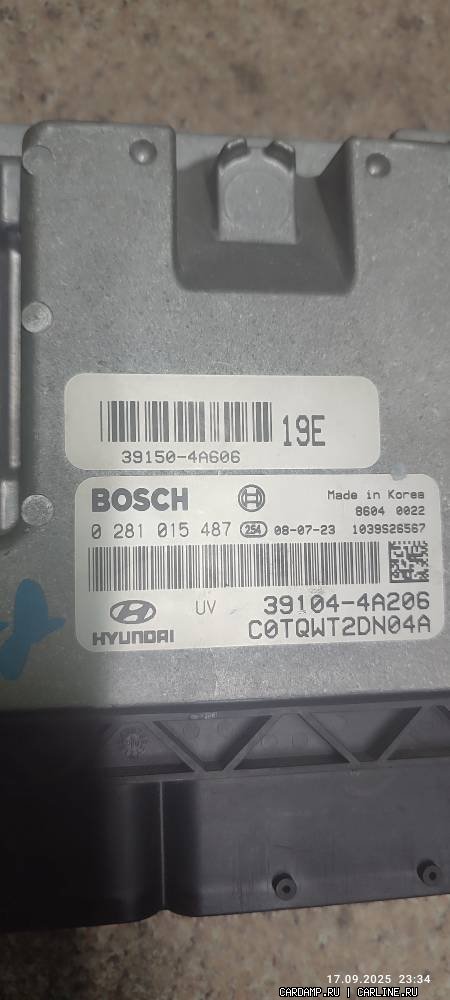 19E
39150-4A606
BOSCH
Made in Korea
8604 0022
0 281 015 487 254 08-07-23 1039S26567
HYUNDAI
UV
39104-4A206
C0TQWT2DN04A
17.09.2025 23:34
CARDAMP.RU | CARLINE.RU